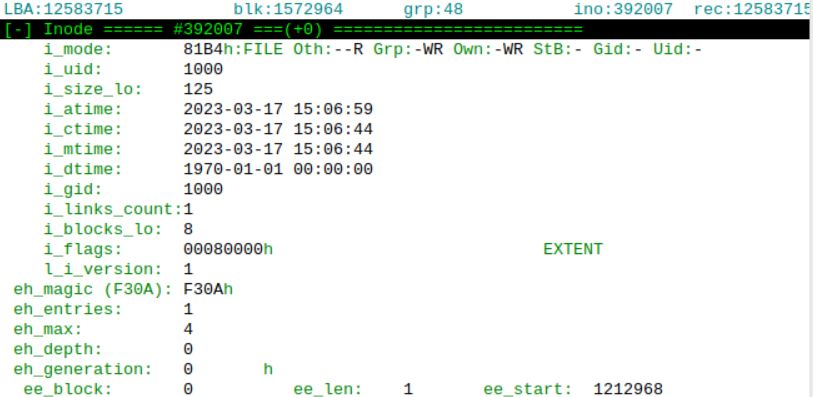 LBA:12583715 blk:1572964 grp:48 ino:392007 rec:12583715
[-] Inode ====== #392007 ===(+0) =========================
i_mode: 81B4h:FILE Oth:--R Grp:-WR Own:-WR StB:- Gid:- Uid:-
i_uid: 1000
i_size_lo: 125
i_atime: 2023-03-17 15:06:59
i_ctime: 2023-03-17 15:06:44
i_mtime: 2023-03-17 15:06:44
i_dtime: 1970-01-01 00:00:00
i_gid: 1000
i_links_count:1
i_blocks_lo: 8
i_flags: 00080000h EXTENT
l_i_version: 1
eh_magic (F30A): F30Ah
eh_entries: 1
eh_max: 4
eh_depth: 0
eh_generation: 0 h
ee_block: 0 ee_len: 1 ee_start: 1212968